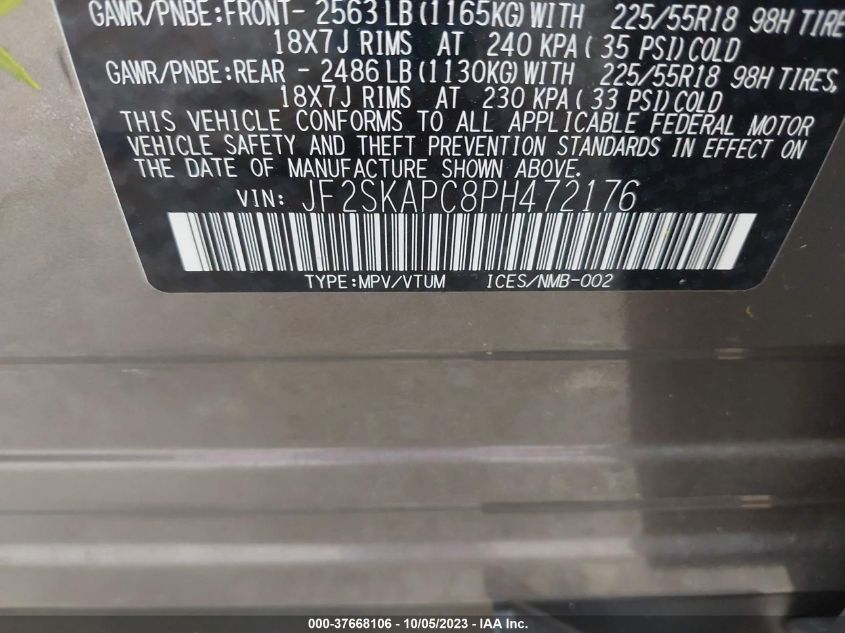 GAWR/PNBE:FRONT- 2563 LB (1165KG) WITH 225/55R18 98H TIRE
18X7J RIMS AT 240 KPA( 35 PSI) COLD
GAWR/PNBE:REAR - 2486 LB (1130KG) WITH 225/55R18 98H TIRES,
18X7J RIMS AT 230 KPA( 33 PSI) COLD
THIS VEHICLE CONFORMS TO ALL APPLICABLE FEDERAL MOTOR
VEHICLE SAFETY AND THEFT PREVENTION STANDARDS IN EFFECT ON
THE DATE OF MANUFACTURE SHOWN ABOVE.
VIN: JF2SKAPC8PH472176
TYPE:MPV/VTUM ICES/NMB-002
000-37668106 - 10/05/2023 - IAA Inc.